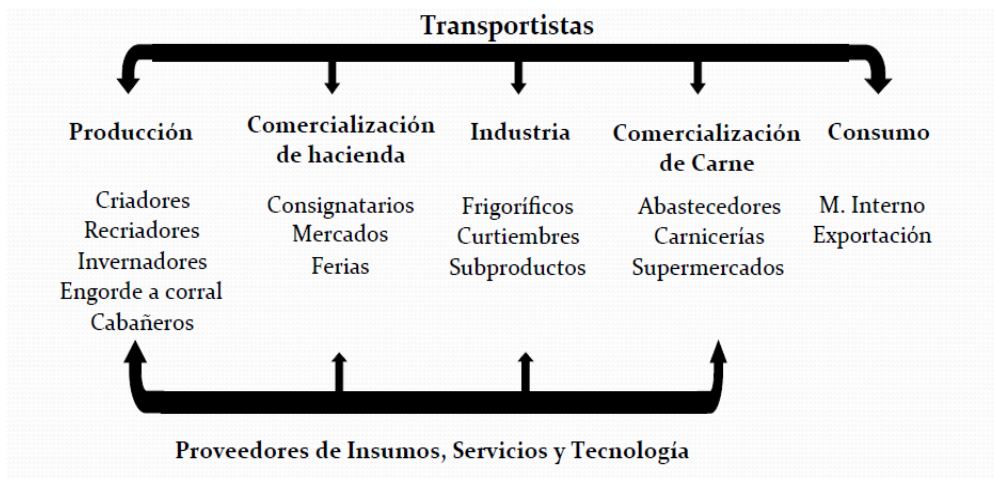 Transportistas
Producción
Criadores
Recriadores
Invernadores
Engorde a corral
Cabañeros
Comercialización
de hacienda
Consignatarios
Mercados
Ferias
Industria
Frigoríficos
Curtiembres
Subproductos
Comercialización
de Carne
Abastecedores
Carnicerías
Supermercados
Consumo
M. Interno
Exportación
Proveedores de Insumos, Servicios y Tecnología